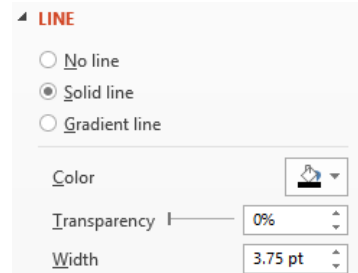 LINE
No line
Solid line
Gradient line
Color
Transparency 0%
Width 3.75 pt